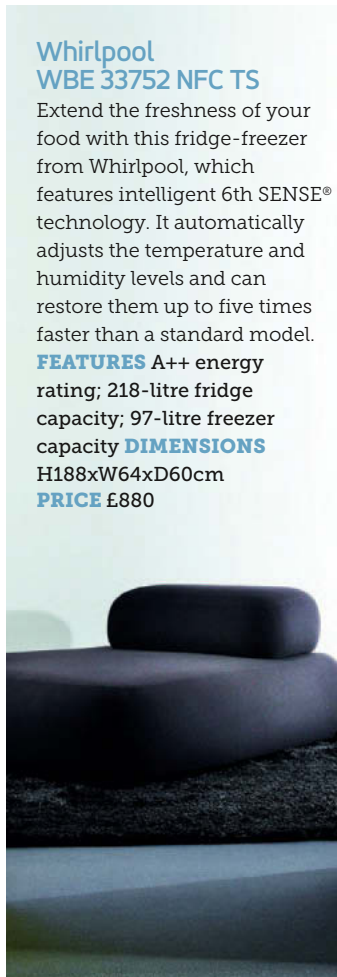 Whirlpool
WBE 33752 NFC TS
Extend the freshness of your
food with this fridge-freezer
from Whirlpool, which
features intelligent 6th SENSE®
technology. It automatically
adjusts the temperature and
humidity levels and can
restore them up to five times
faster than a standard model.
FEATURES A++ energy
rating; 218-litre fridge
capacity; 97-litre freezer
capacity DIMENSIONS
H188xW64xD60cm
PRICE £880